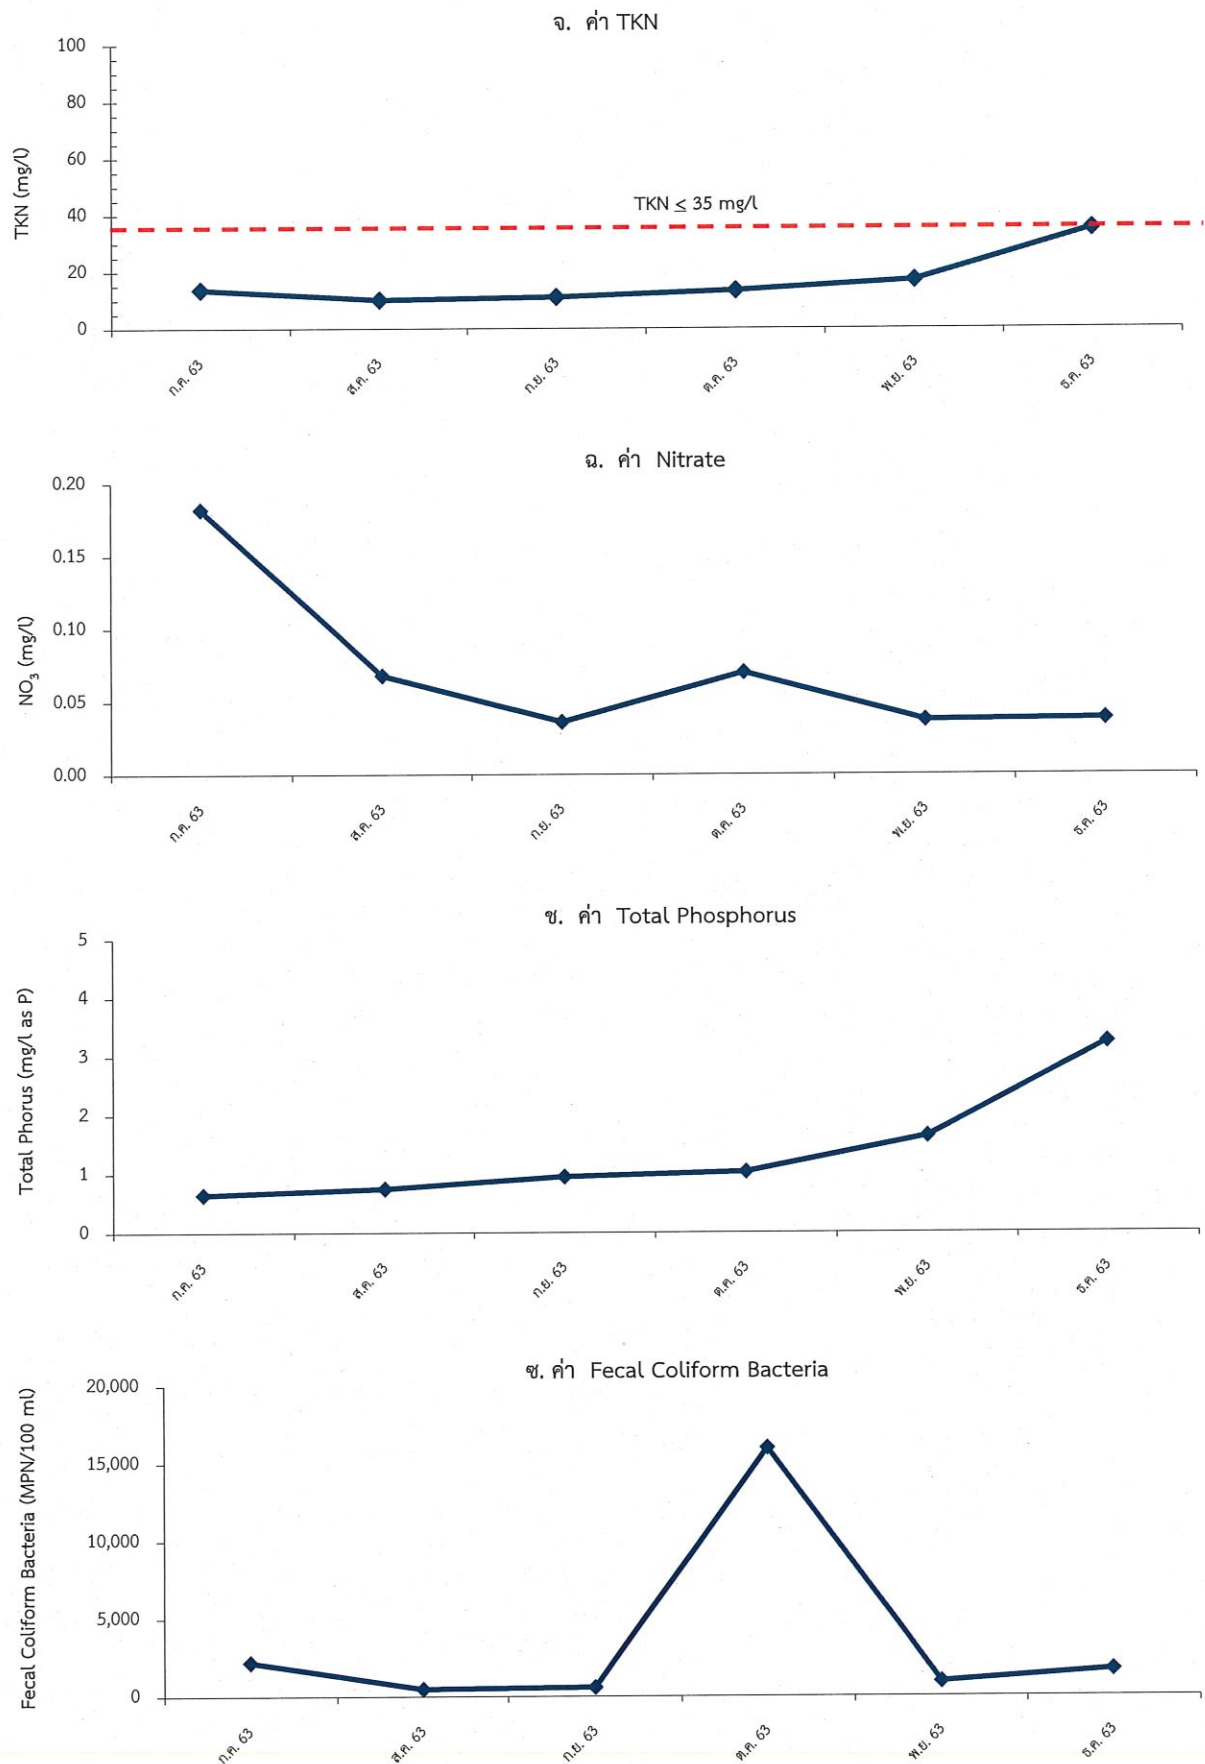 จ. ค่า TKN
100
80
60
40
20
0
TKN (mg/l)
TKN ≤ 35 mg/l
ก.ค. 63
ส.ค. 63
ก.ย. 63
ต.ค. 63
พ.ย. 63
ธ.ค. 63
ฉ. ค่า Nitrate
0.20
0.15
0.10
0.05
0.00
NO₃ (mg/l)
ก.ค. 63
ส.ค. 63
ก.ย. 63
ต.ค. 63
พ.ย. 63
ธ.ค. 63
ช. ค่า Total Phosphorus
5
4
3
2
1
0
Total Phorus (mg/l as P)
ก.ค. 63
ส.ค. 63
ก.ย. 63
ต.ค. 63
พ.ย. 63
ธ.ค. 63
ซ. ค่า Fecal Coliform Bacteria
20,000
15,000
10,000
5,000
0
Fecal Coliform Bacteria (MPN/100 ml)
ก.ค. 63
ส.ค. 63
ก.ย. 63
ต.ค. 63
พ.ย. 63
ธ.ค. 63